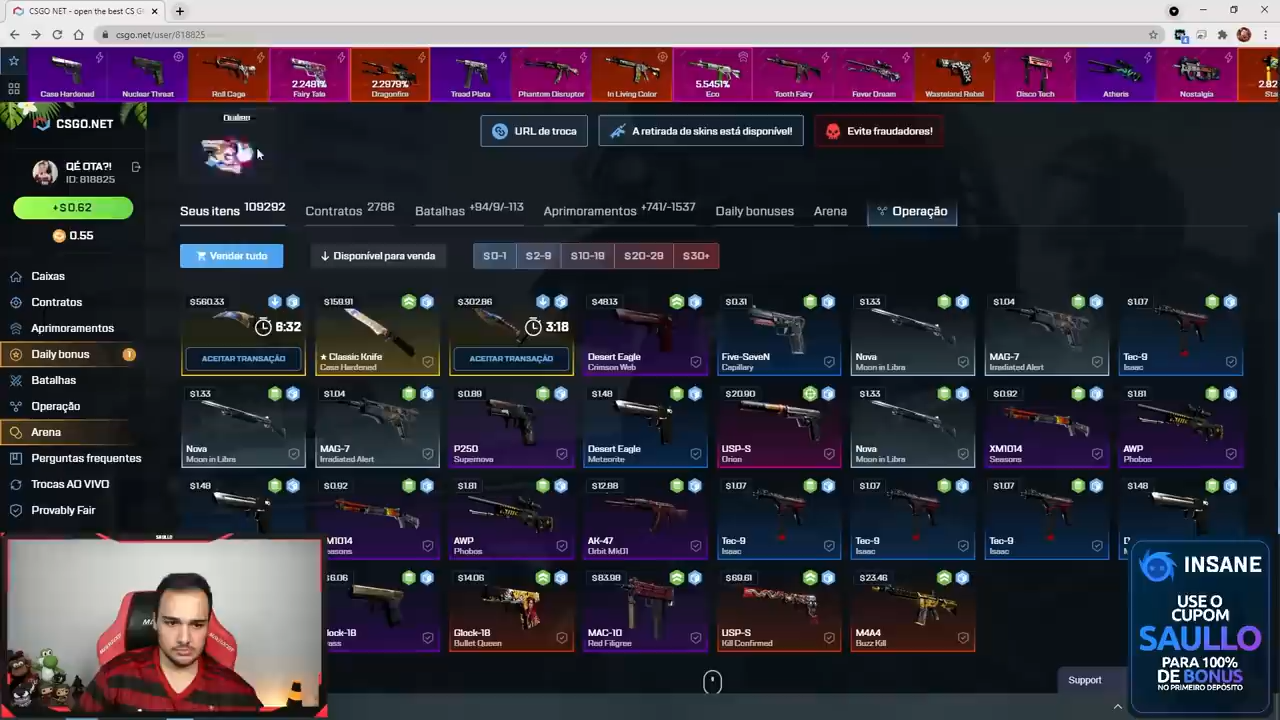 CSGO NET - open the best CS G
csgo.net/user/818825
Case Hardened
Nuclear Threat
Roll Cage
2.2481%
Fairy Tale
2.2979%
Dragonfire
Tread Plate
Phantom Disruptor
In Living Color
5.5451%
Eco
Tooth Fairy
Fever Dream
Wasteland Rebel
Disco Tech
Atheris
Nostalgia
2.82
CSGO.NET
URL de troca
A retirada de skins está disponível!
Evite fraudadores!
QÉ OTA?!
ID: 818825
+$0.62
0.55
Seus itens 109292
Contratos 2786
Batalhas +94/9/-113
Aprimoramentos +741/-1537
Daily bonuses
Arena
Operação
Vender tudo
Disponível para venda
$0-1
$2-9
$10-19
$20-29
$30+
Caixas
Contratos
Aprimoramentos
Daily bonus 1
Batalhas
Operação
Arena
Perguntas frequentes
Trocas AO VIVO
Provably Fair
$560.33
6:32
ACEITAR TRANSAÇÃO
$159.91
★ Classic Knife
Case Hardened
$302.86
3:18
ACEITAR TRANSAÇÃO
$48.13
Desert Eagle
Crimson Web
$0.31
Five-SeveN
Capillary
$1.33
Nova
Moon in Libra
$1.04
MAG-7
Irradiated Alert
$1.07
Tec-9
Isaac
$1.33
Nova
Moon in Libra
$1.04
MAG-7
Irradiated Alert
$0.89
P250
Supernova
$1.48
Desert Eagle
Meteorite
$20.90
USP-S
Orion
$1.33
Nova
Moon in Libra
$0.92
XM1014
Seasons
$1.81
AWP
Phobos
$1.48
$0.92
M1014
easons
$1.81
AWP
Phobos
$12.88
AK-47
Orbit Mk01
$1.07
Tec-9
Isaac
$1.07
Tec-9
Isaac
$1.07
Tec-9
Isaac
$1.48
6.06
lock-18
rass
$14.06
Glock-18
Bullet Queen
$83.98
MAC-10
Red Filigree
$69.61
USP-S
Kill Confirmed
$23.46
M4A4
Buzz Kill
SAULLO
INSANE
USE O
CUPOM
SAULLO
PARA 100%
DE BONUS
NO PRIMEIRO DEPÓSITO
Support